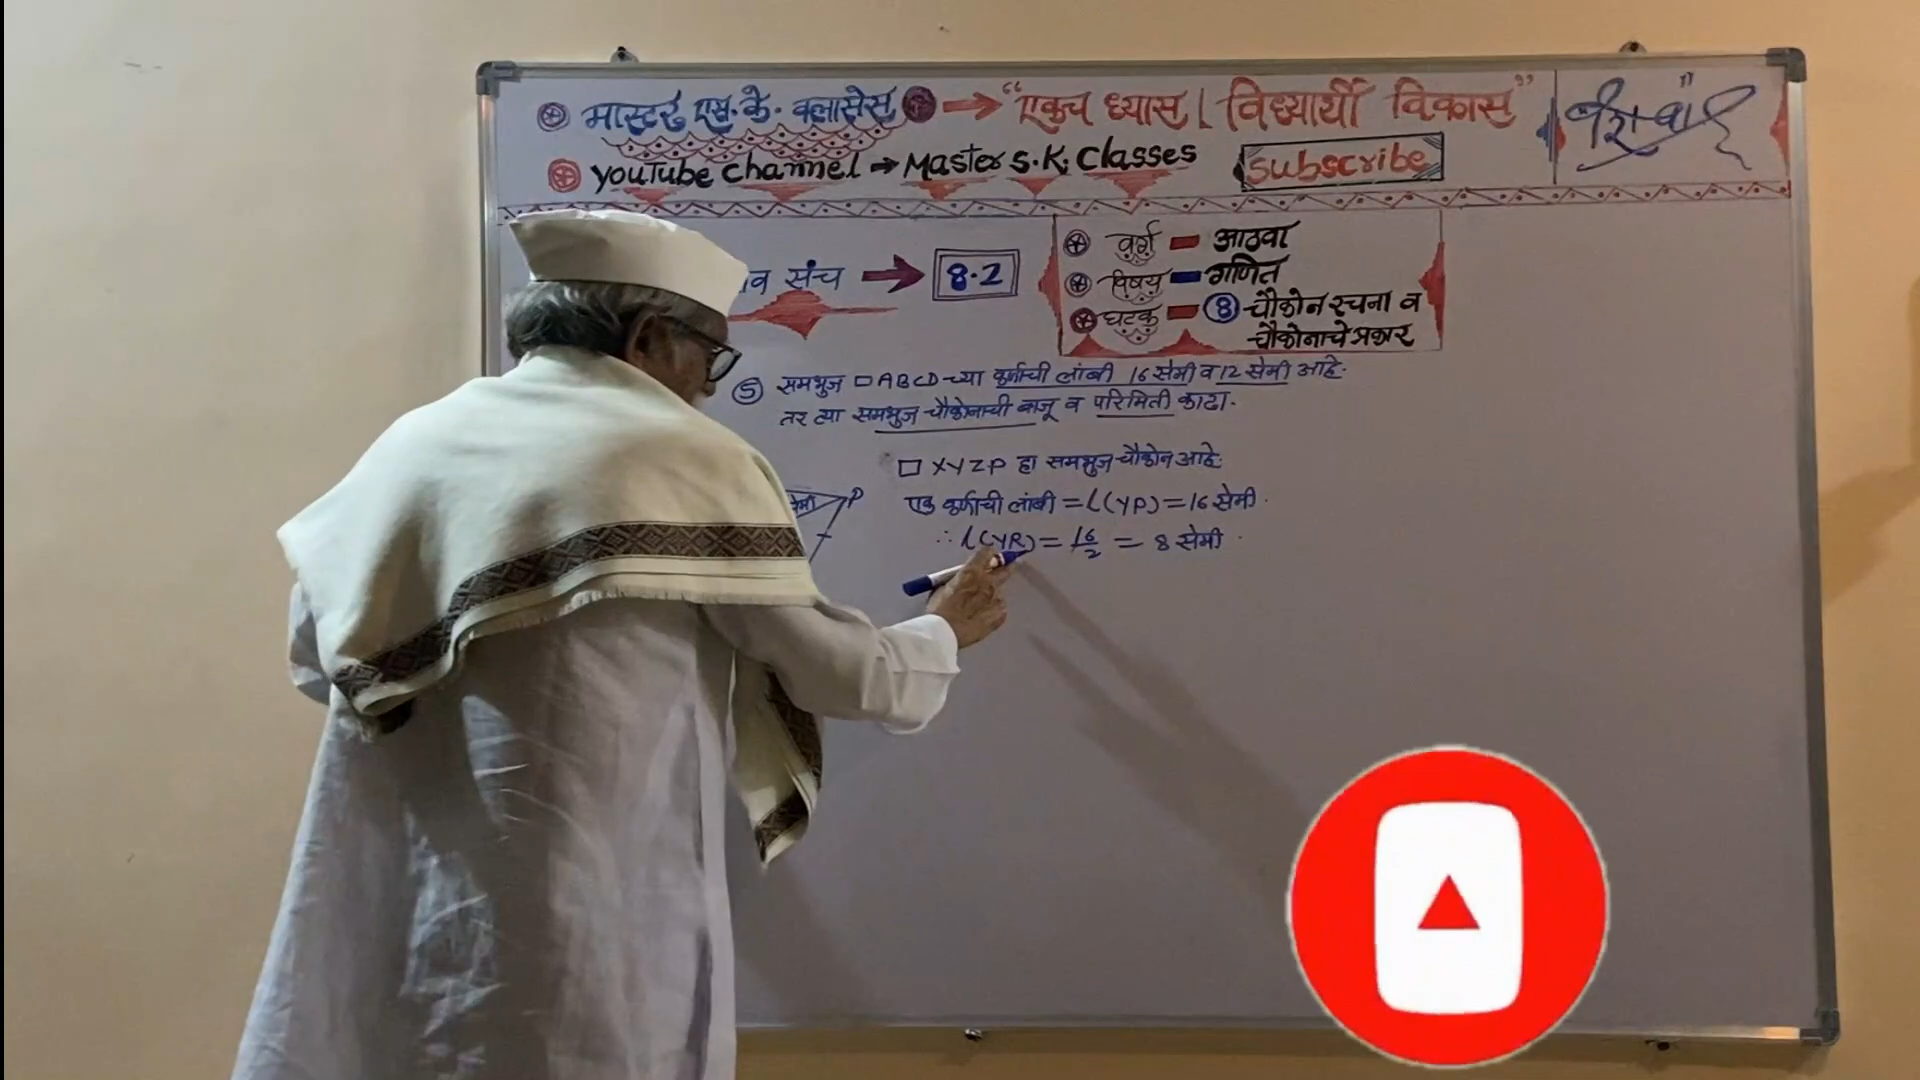 मास्टर एस.के. क्लासेस → "एकच ध्यास | विध्यार्थी विकास"
YouTube channel → Master S.K. Classes subscribe
व संच → 8.2
वर्ग - आठवा
विषय - गणित
घटक - 8 चौकोन रचना व
चौकोनाचे प्रकार
5 समभुज □ABCD च्या कर्णाची लांबी 16 सेमी व 12 सेमी आहे.
तर त्या समभुज चौकोनाची बाजू व परिमिती काढा.
□ XYZP हा समभुज चौकोन आहे.
एक कर्णाची लांबी = l(YP) = 16 सेमी.
P
∴ l(YR) = 16/2 = 8 सेमी.